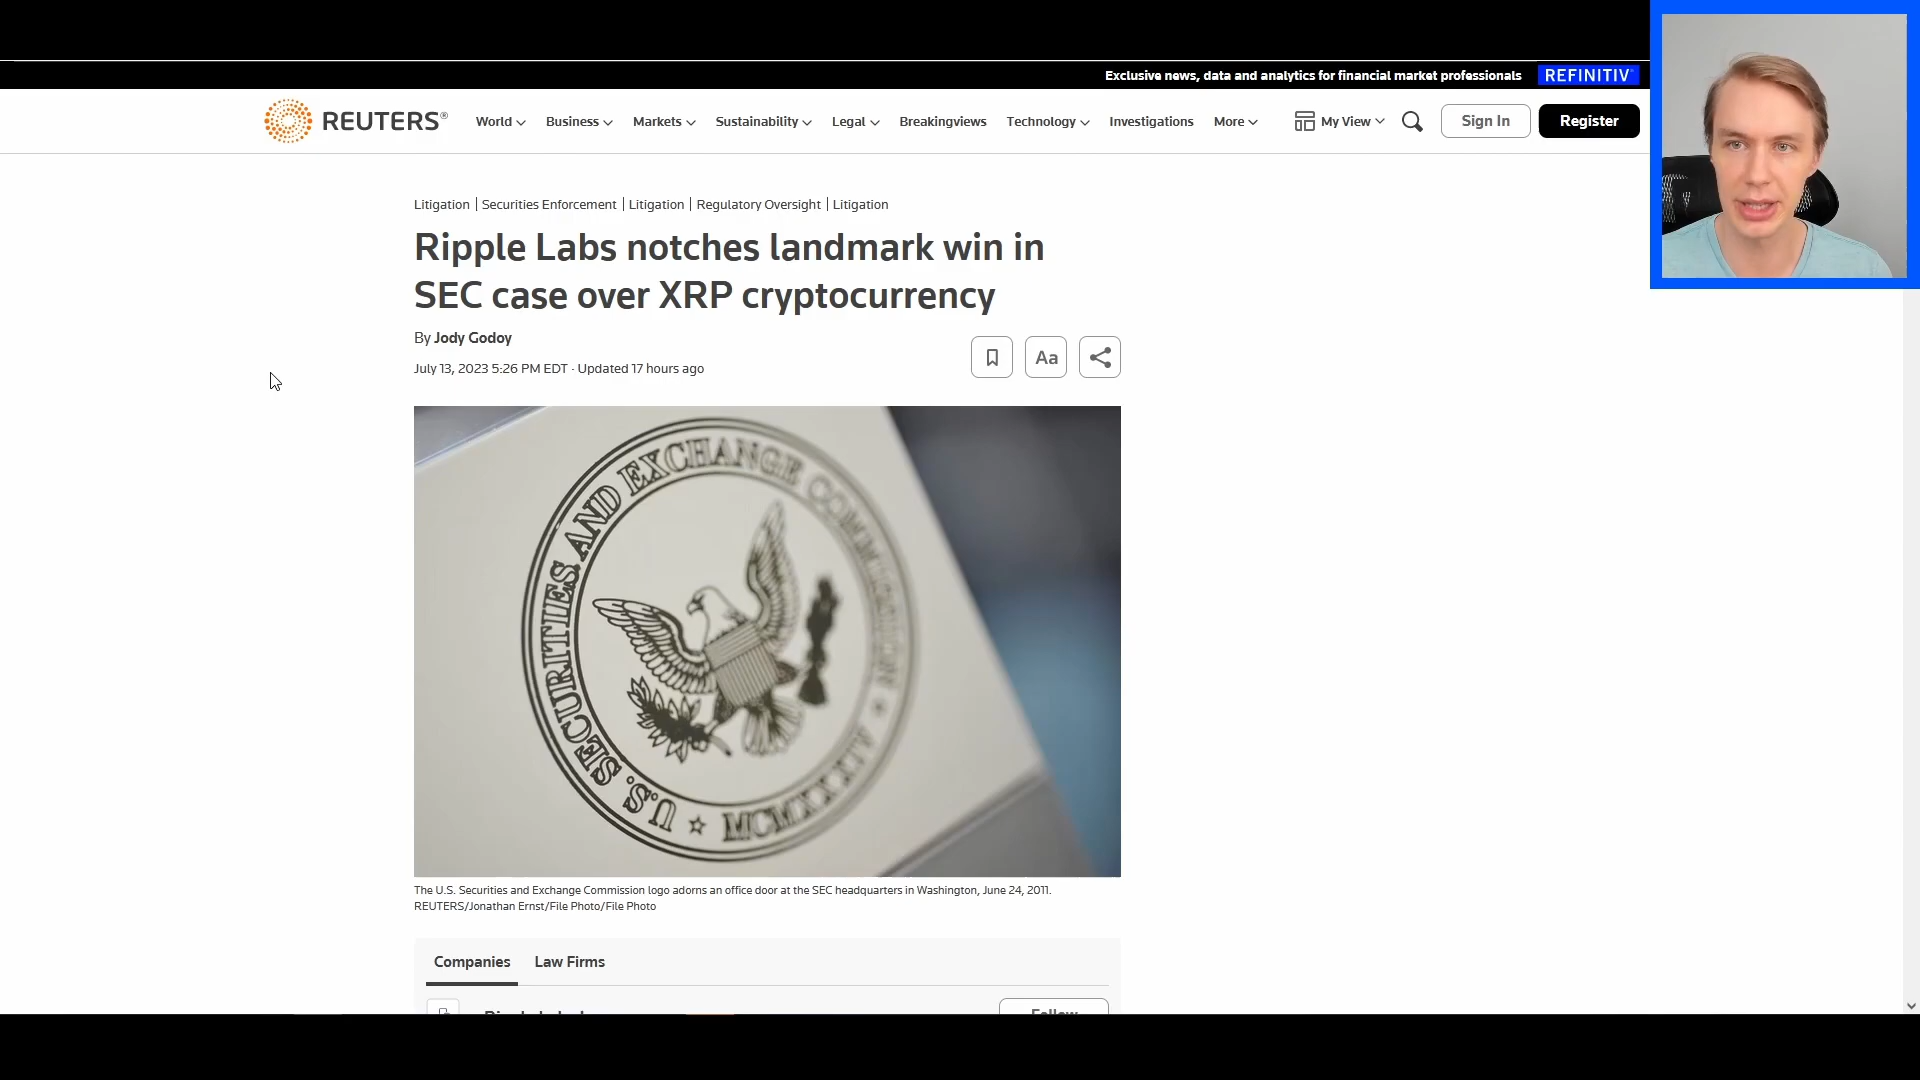 Exclusive news, data and analytics for financial market professionals REFINITIV
REUTERS® World Business Markets Sustainability Legal Breakingviews Technology Investigations More My View Sign In Register
Litigation | Securities Enforcement | Litigation | Regulatory Oversight | Litigation
Ripple Labs notches landmark win in
SEC case over XRP cryptocurrency
By Jody Godoy
July 13, 2023 5:26 PM EDT · Updated 17 hours ago
Aa
U.S. SECURITIES AND EXCHANGE COMMISSION
MCMXXXIV
The U.S. Securities and Exchange Commission logo adorns an office door at the SEC headquarters in Washington, June 24, 2011.
REUTERS/Jonathan Ernst/File Photo/File Photo
Companies Law Firms
Follow